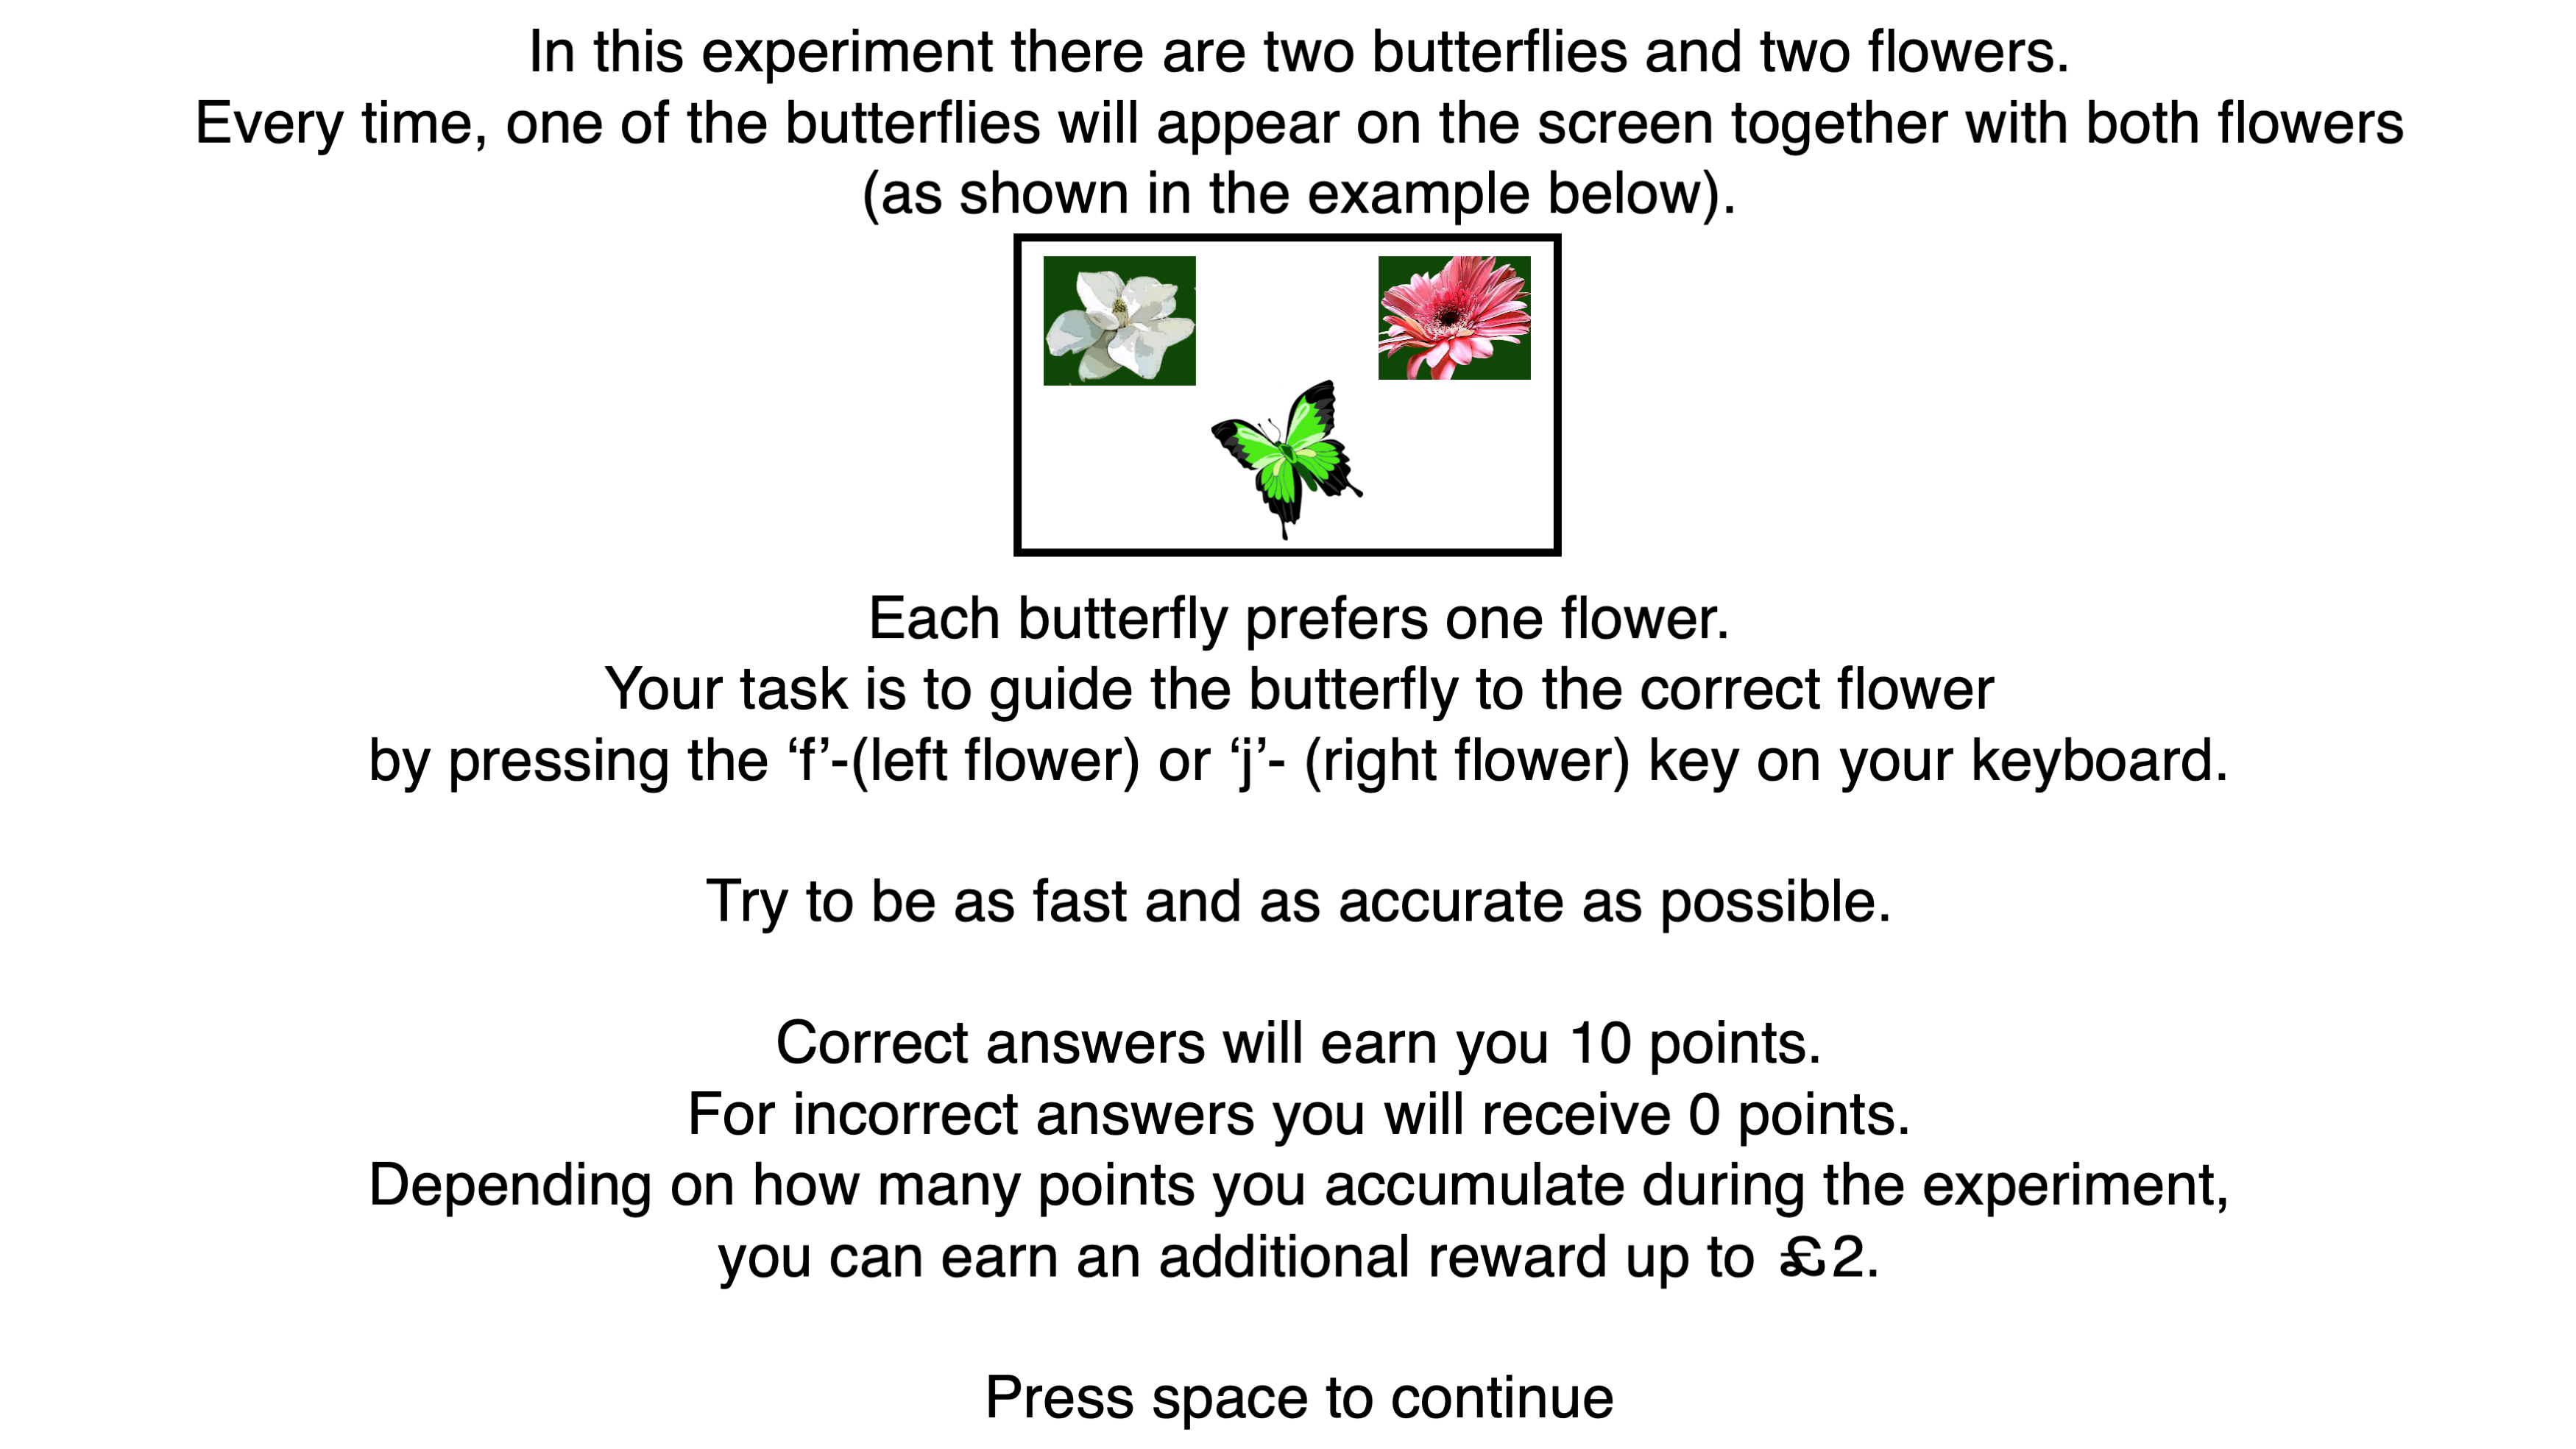 In this experiment there are two butterflies and two flowers.
Every time, one of the butterflies will appear on the screen together with both flowers
(as shown in the example below).
Each butterfly prefers one flower.
Your task is to guide the butterfly to the correct flower
by pressing the ‘f’-(left flower) or ‘j’- (right flower) key on your keyboard.
Try to be as fast and as accurate as possible.
Correct answers will earn you 10 points.
For incorrect answers you will receive 0 points.
Depending on how many points you accumulate during the experiment,
you can earn an additional reward up to £2.
Press space to continue